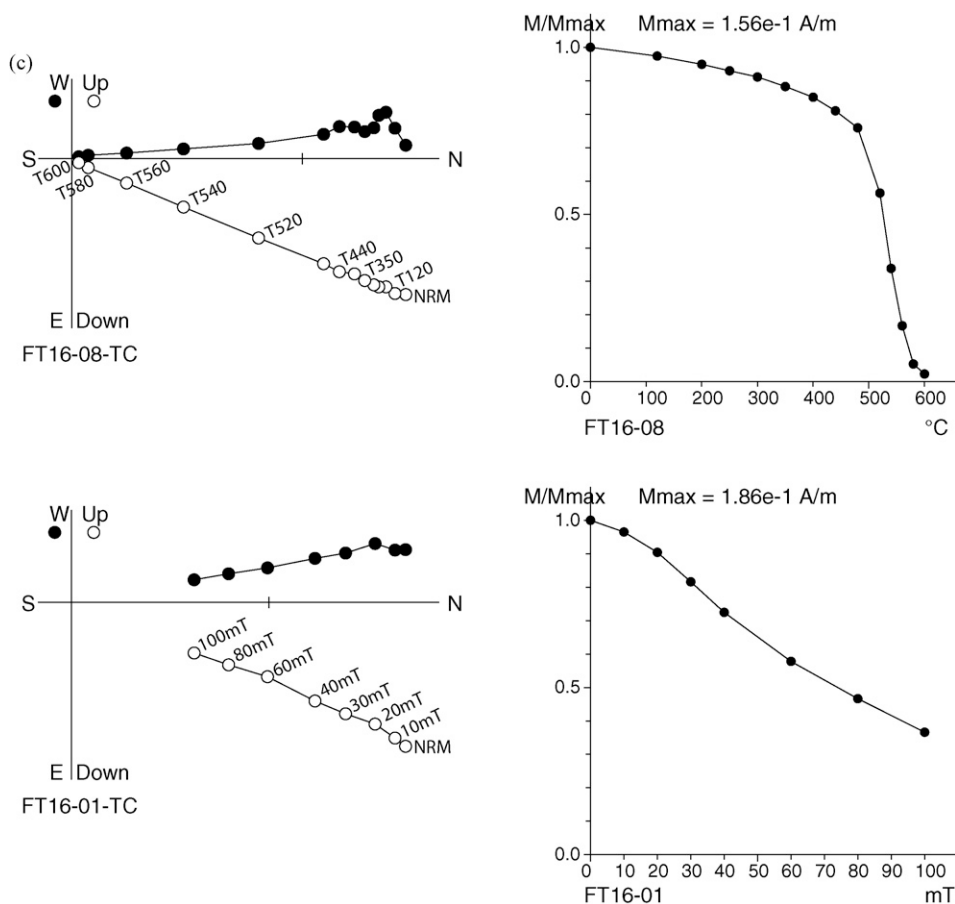 (c)
W Up
S N
T600
T580
T560
T540
T520
T440
T350
T120
NRM
E Down
FT16-08-TC
M/Mmax Mmax = 1.56e-1 A/m
1.0
0.5
0.0
0 100 200 300 400 500 600
FT16-08 °C
W Up
S N
100mT
80mT
60mT
40mT
30mT
20mT
10mT
NRM
E Down
FT16-01-TC
M/Mmax Mmax = 1.86e-1 A/m
1.0
0.5
0.0
0 10 20 30 40 50 60 70 80 90 100
FT16-01 mT